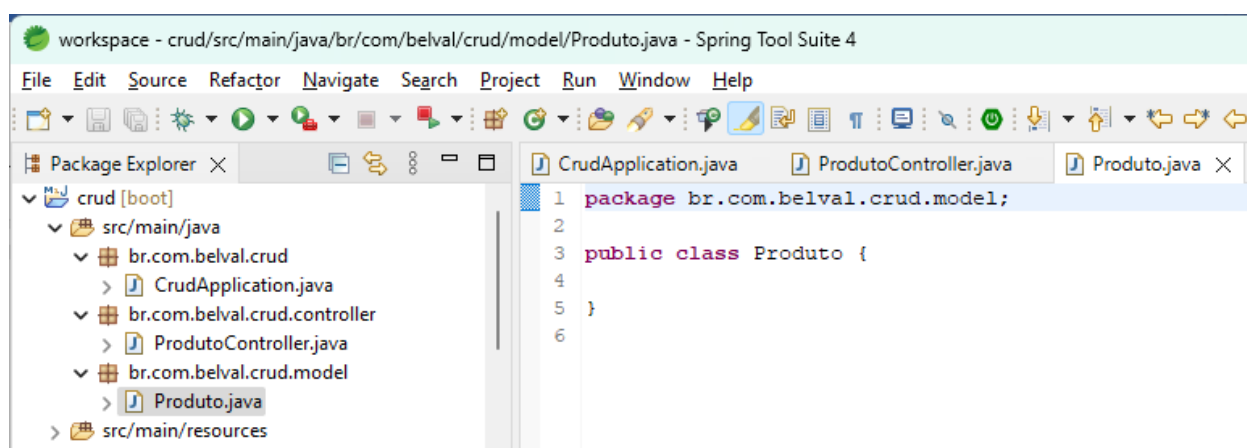 workspace - crud/src/main/java/br/com/belval/crud/model/Produto.java - Spring Tool Suite 4
File Edit Source Refactor Navigate Search Project Run Window Help
Package Explorer
CrudApplication.java ProdutoController.java Produto.java
crud [boot]
src/main/java
br.com.belval.crud
CrudApplication.java
br.com.belval.crud.controller
ProdutoController.java
br.com.belval.crud.model
Produto.java
src/main/resources
1 package br.com.belval.crud.model;
2
3 public class Produto {
4
5 }
6